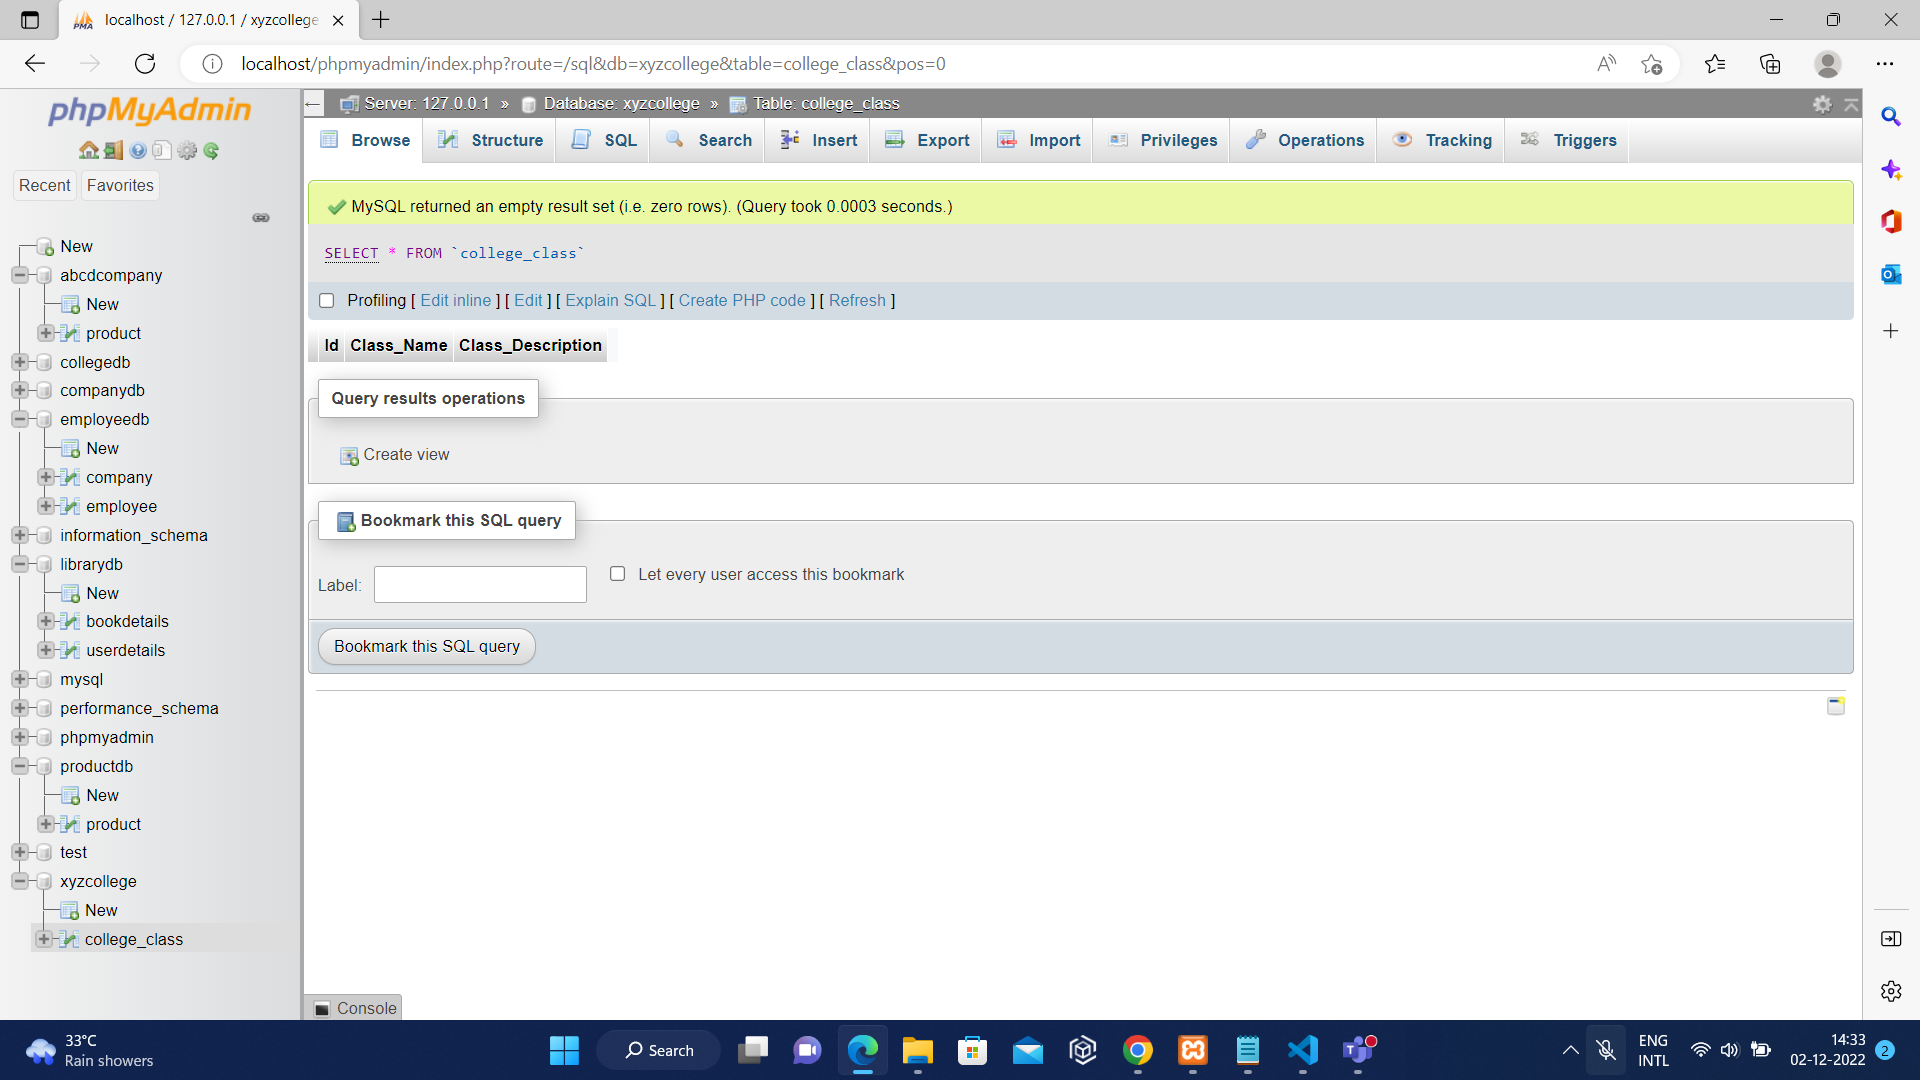 localhost / 127.0.0.1 / xyzcollege
localhost/phpmyadmin/index.php?route=/sql&db=xyzcollege&table=college_class&pos=0
phpMyAdmin
Recent Favorites
New
abcdcompany
New
product
collegedb
companydb
employeedb
New
company
employee
information_schema
librarydb
New
bookdetails
userdetails
mysql
performance_schema
phpmyadmin
productdb
New
product
test
xyzcollege
New
college_class
Server: 127.0.0.1 » Database: xyzcollege » Table: college_class
Browse Structure SQL Search Insert Export Import Privileges Operations Tracking Triggers
MySQL returned an empty result set (i.e. zero rows). (Query took 0.0003 seconds.)
SELECT * FROM `college_class`
Profiling [ Edit inline ] [ Edit ] [ Explain SQL ] [ Create PHP code ] [ Refresh ]
Id Class_Name Class_Description
Query results operations
Create view
Bookmark this SQL query
Label: Let every user access this bookmark
Bookmark this SQL query
Console
33°C
Rain showers
Search
ENG
INTL
14:33
02-12-2022
2